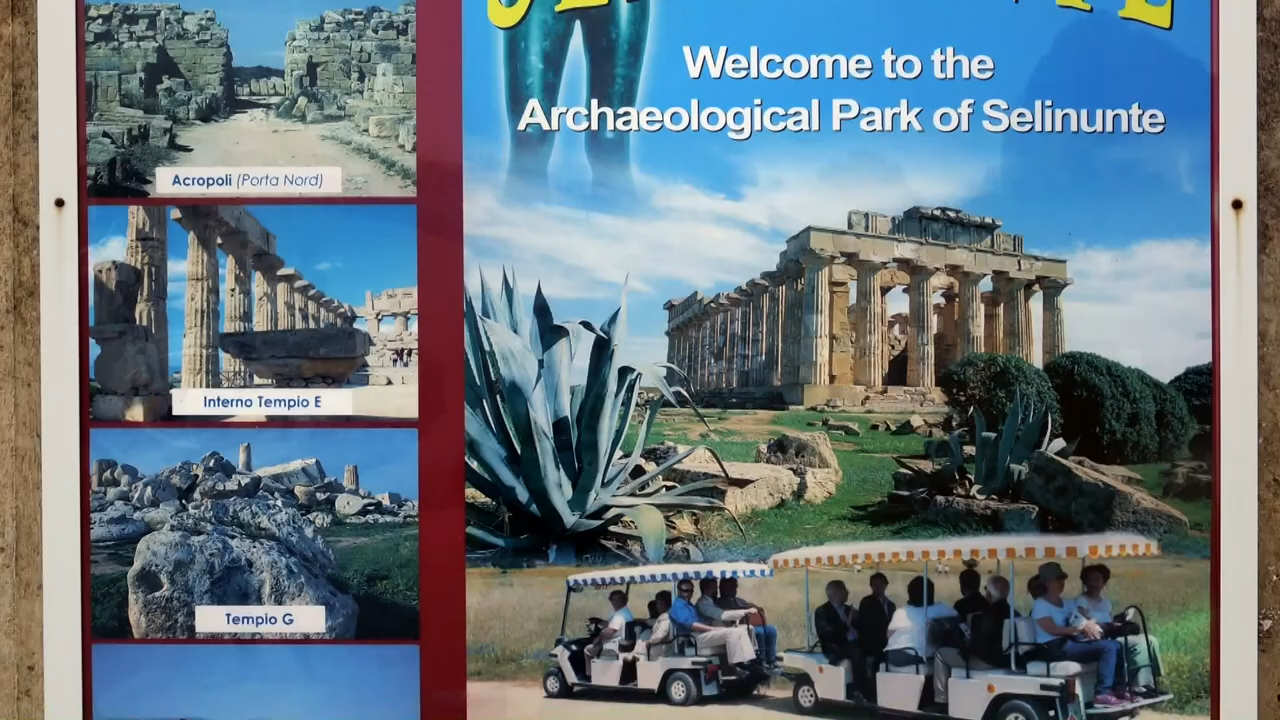 Welcome to the
Archaeological Park of Selinunte
Acropoli (Porta Nord)
Interno Tempio E
Tempio G